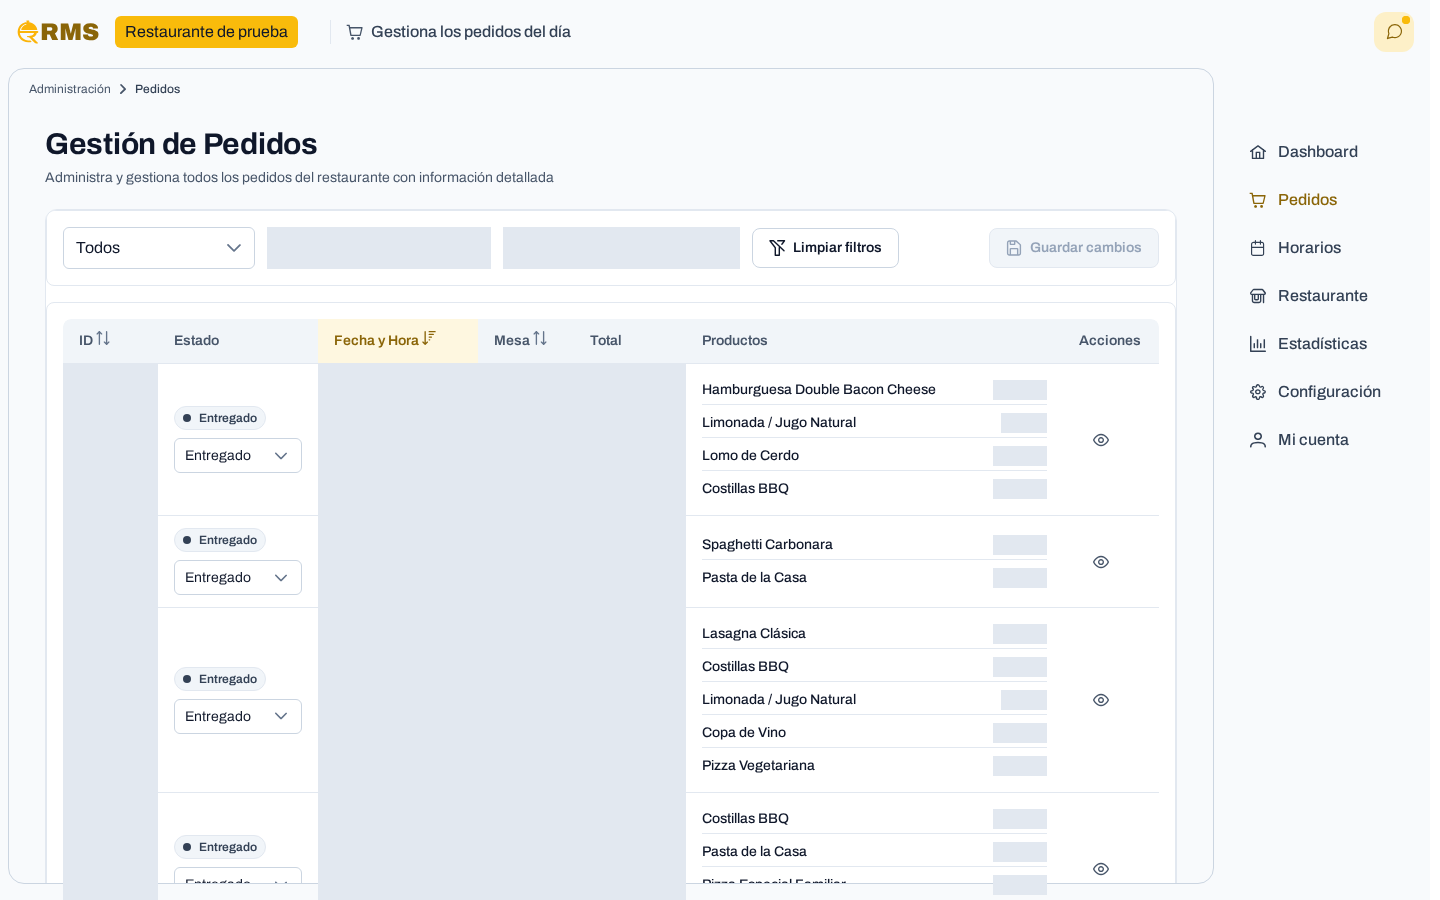 RMS
Restaurante de prueba
Gestiona los pedidos del día
Administración
Pedidos
Gestión de Pedidos
Administra y gestiona todos los pedidos del restaurante con información detallada
Todos
Limpiar filtros
Guardar cambios
ID Estado Fecha y Hora Mesa Total Productos Acciones
Entregado
Entregado
Hamburguesa Double Bacon Cheese
Limonada / Jugo Natural
Lomo de Cerdo
Costillas BBQ
Entregado
Entregado
Spaghetti Carbonara
Pasta de la Casa
Entregado
Entregado
Lasagna Clásica
Costillas BBQ
Limonada / Jugo Natural
Copa de Vino
Pizza Vegetariana
Entregado
Entregado
Costillas BBQ
Pasta de la Casa
Pizza Especial Familiar
Dashboard
Pedidos
Horarios
Restaurante
Estadísticas
Configuración
Mi cuenta